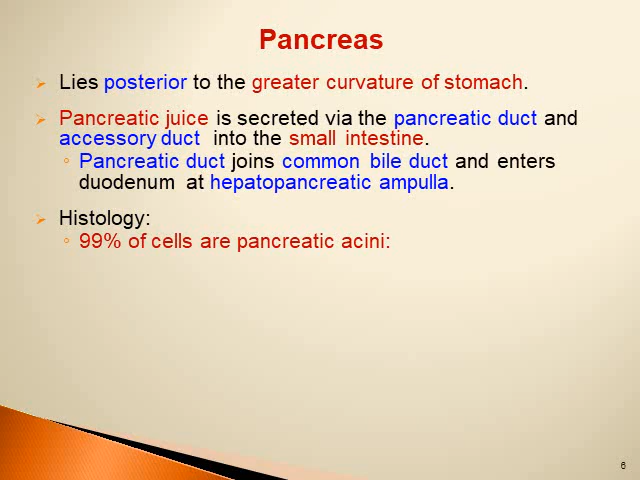 Pancreas
➢ Lies posterior to the greater curvature of stomach.
➢ Pancreatic juice is secreted via the pancreatic duct and
accessory duct into the small intestine.
◦ Pancreatic duct joins common bile duct and enters
duodenum at hepatopancreatic ampulla.
➢ Histology:
◦ 99% of cells are pancreatic acini:
6